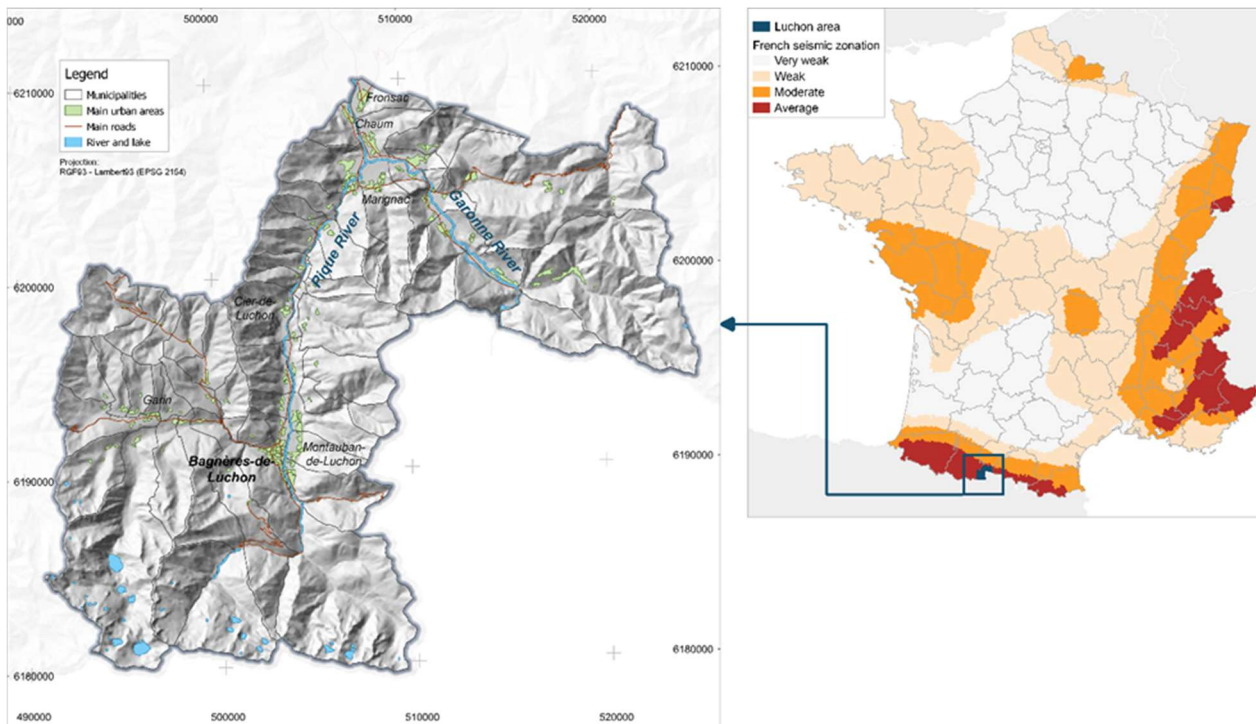 500000
510000
520000
000
6210000
6210000
Legend
Municipalities
Main urban areas
Main roads
River and lake
Projection:
RGF93 - Lambert93 (EPSG 2154)
Fronsac
Chaum
Marignac
Garonne River
Pique River
6200000
6200000
Cier-de-
Luchon
Garin
Bagnères-de-
Luchon
Montauban-
de-Luchon
6190000
6190000
6180000
6180000
490000
500000
510000
520000
Luchon area
French seismic zonation
Very weak
Weak
Moderate
Average